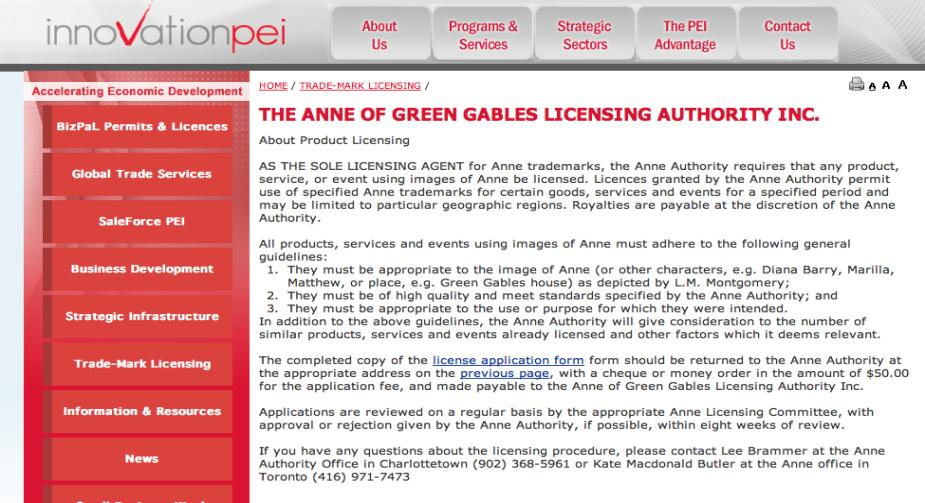 innovationpei
About
Us
Programs &
Services
Strategic
Sectors
The PEI
Advantage
Contact
Us
Accelerating Economic Development
BizPaL Permits & Licences
Global Trade Services
SaleForce PEI
Business Development
Strategic Infrastructure
Trade-Mark Licensing
Information & Resources
News
HOME / TRADE-MARK LICENSING /
A A A
THE ANNE OF GREEN GABLES LICENSING AUTHORITY INC.
About Product Licensing
AS THE SOLE LICENSING AGENT for Anne trademarks, the Anne Authority requires that any product,
service, or event using images of Anne be licensed. Licences granted by the Anne Authority permit
use of specified Anne trademarks for certain goods, services and events for a specified period and
may be limited to particular geographic regions. Royalties are payable at the discretion of the Anne
Authority.
All products, services and events using images of Anne must adhere to the following general
guidelines:
1. They must be appropriate to the image of Anne (or other characters, e.g. Diana Barry, Marilla,
Matthew, or place, e.g. Green Gables house) as depicted by L.M. Montgomery;
2. They must be of high quality and meet standards specified by the Anne Authority; and
3. They must be appropriate to the use or purpose for which they were intended.
In addition to the above guidelines, the Anne Authority will give consideration to the number of
similar products, services and events already licensed and other factors which it deems relevant.
The completed copy of the license application form form should be returned to the Anne Authority at
the appropriate address on the previous page, with a cheque or money order in the amount of $50.00
for the application fee, and made payable to the Anne of Green Gables Licensing Authority Inc.
Applications are reviewed on a regular basis by the appropriate Anne Licensing Committee, with
approval or rejection given by the Anne Authority, if possible, within eight weeks of review.
If you have any questions about the licensing procedure, please contact Lee Brammer at the Anne
Authority Office in Charlottetown (902) 368-5961 or Kate Macdonald Butler at the Anne office in
Toronto (416) 971-7473